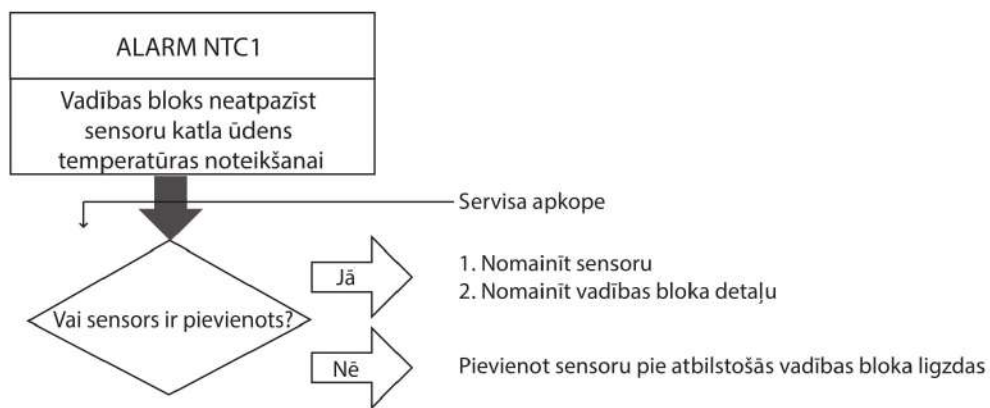 ALARM NTC1
Vadības bloks neatpazīst
sensoru katla ūdens
temperatūras noteikšanai
Servisa apkope
Vai sensors ir pievienots?
Jā
1. Nomainīt sensoru
2. Nomainīt vadības bloka detaļu
Nē
Pievienot sensoru pie atbilstošās vadības bloka ligzdas